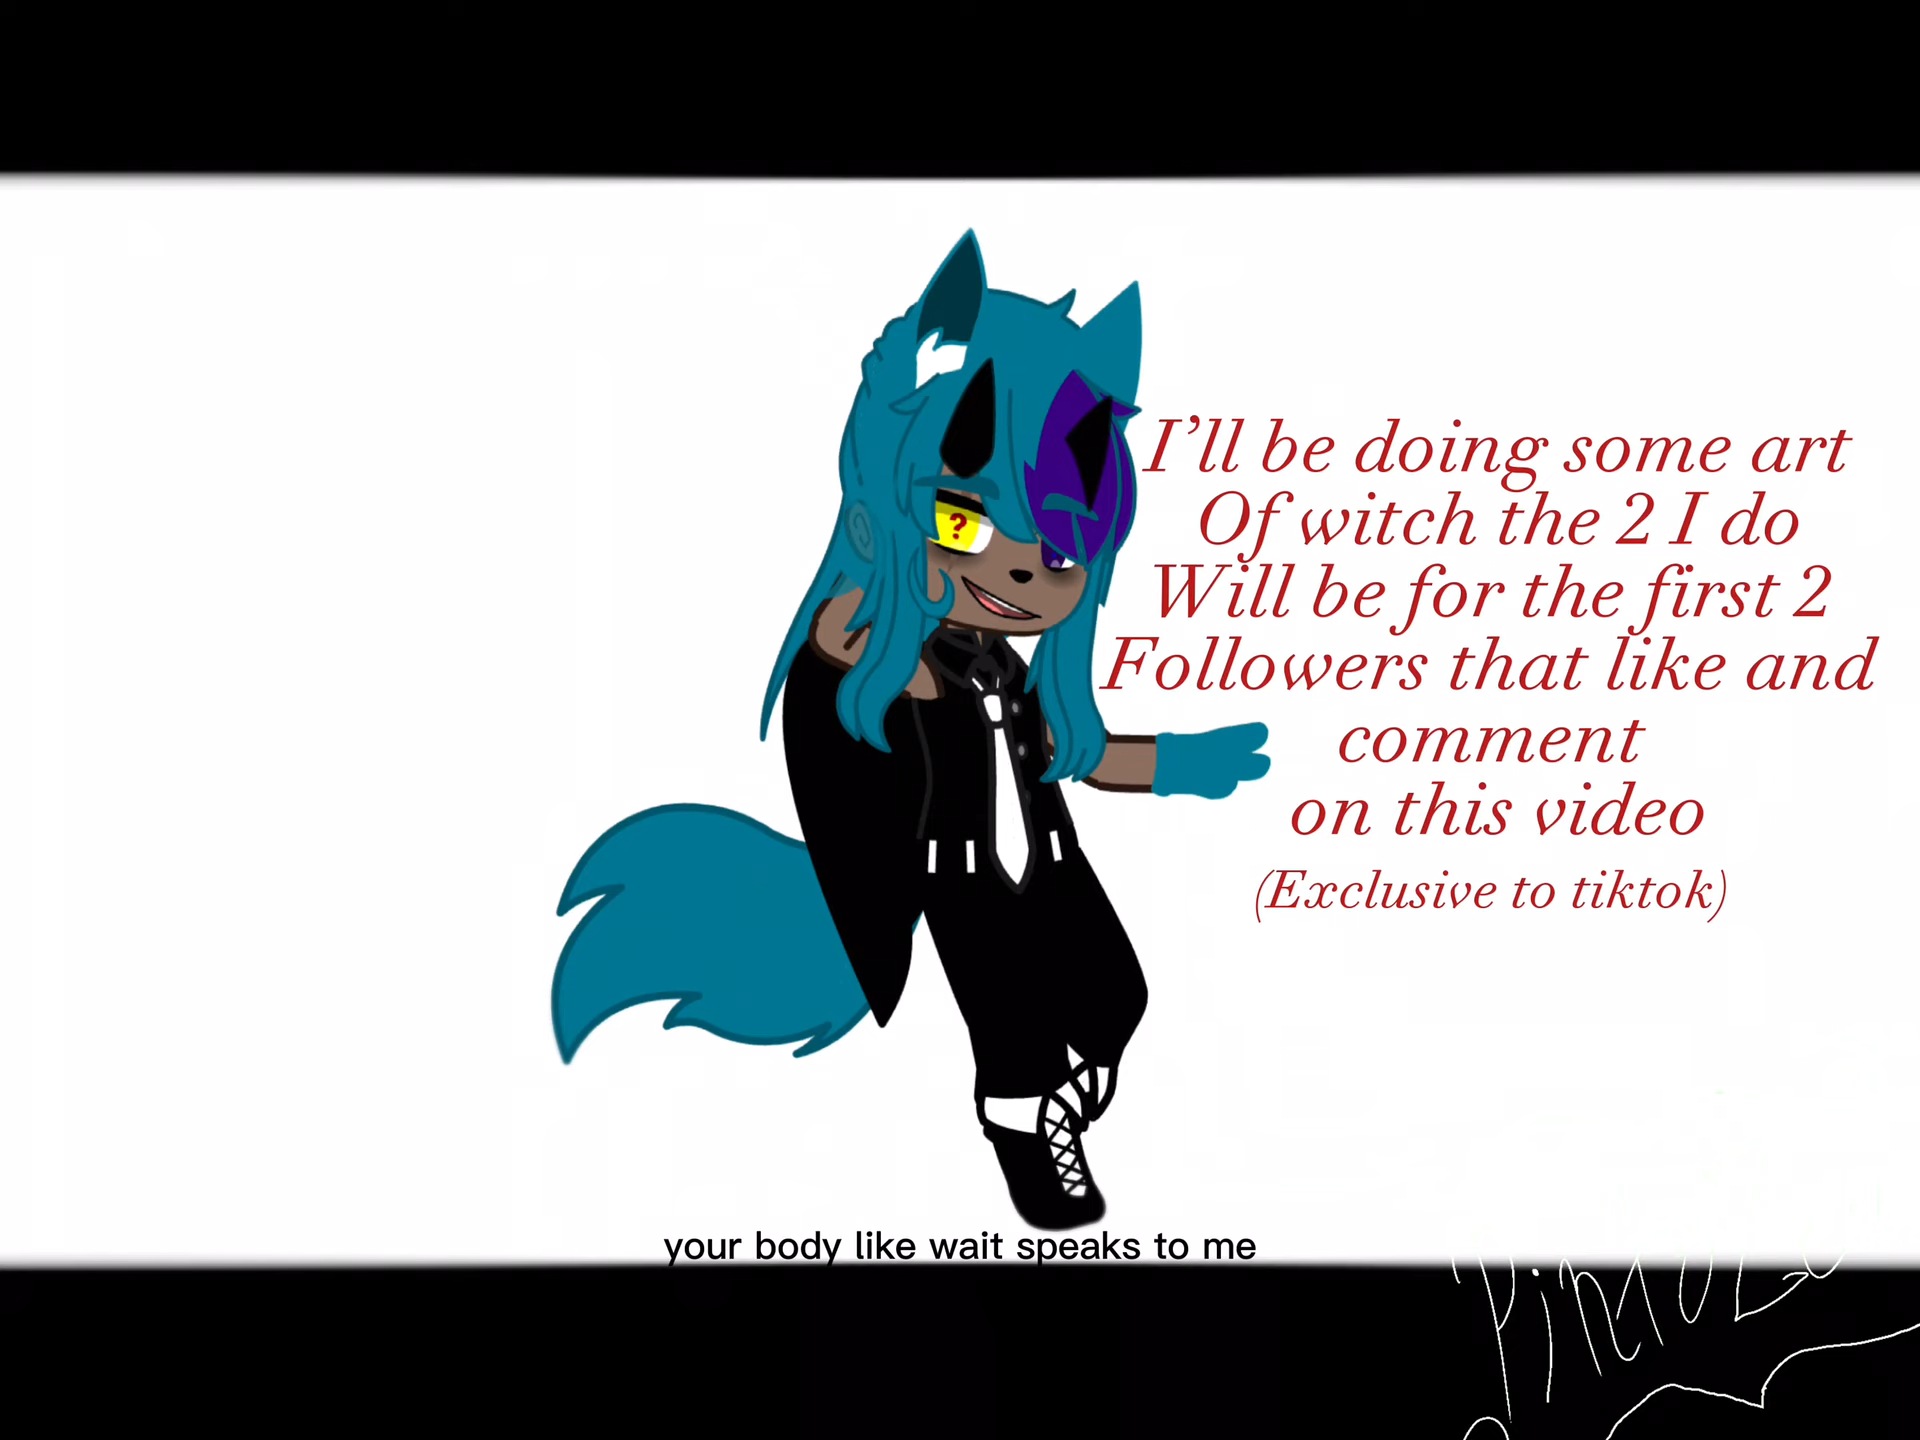 I’ll be doing some art
Of witch the 2 I do
Will be for the first 2
Followers that like and
comment
on this video
(Exclusive to tiktok)
?
your body like wait speaks to me